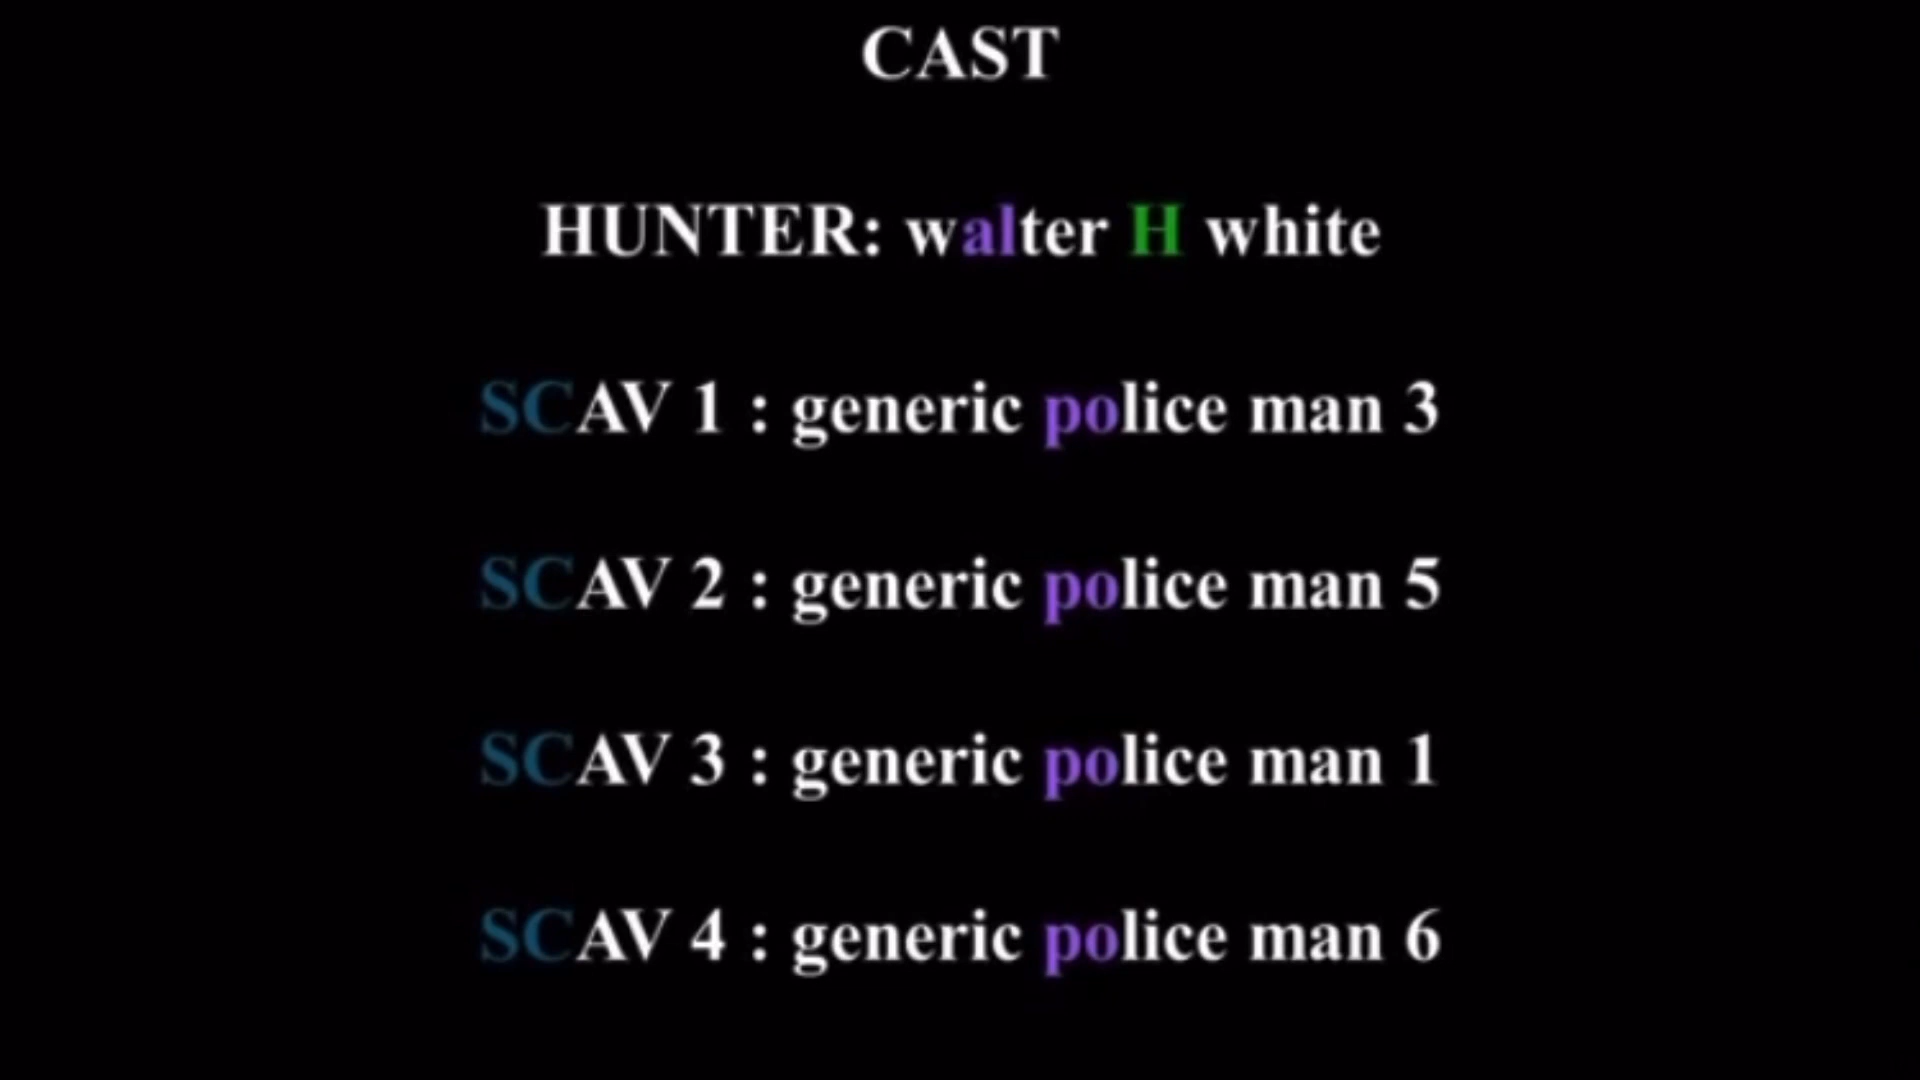 CAST
HUNTER: walter H white
SCAV 1 : generic police man 3
SCAV 2 : generic police man 5
SCAV 3 : generic police man 1
SCAV 4 : generic police man 6